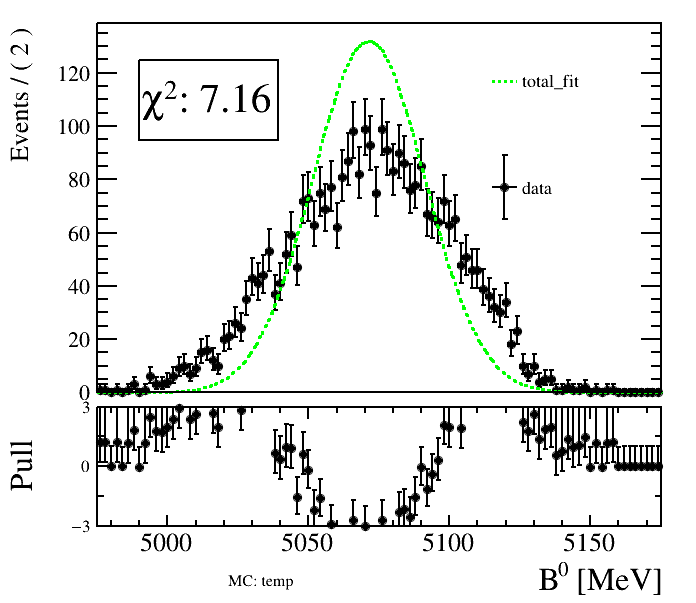 Events / ( 2 )
χ²: 7.16
total_fit
data
120
100
80
60
40
20
0
Pull
3
0
−3
5000 5050 5100 5150
MC: temp
B⁰ [MeV]